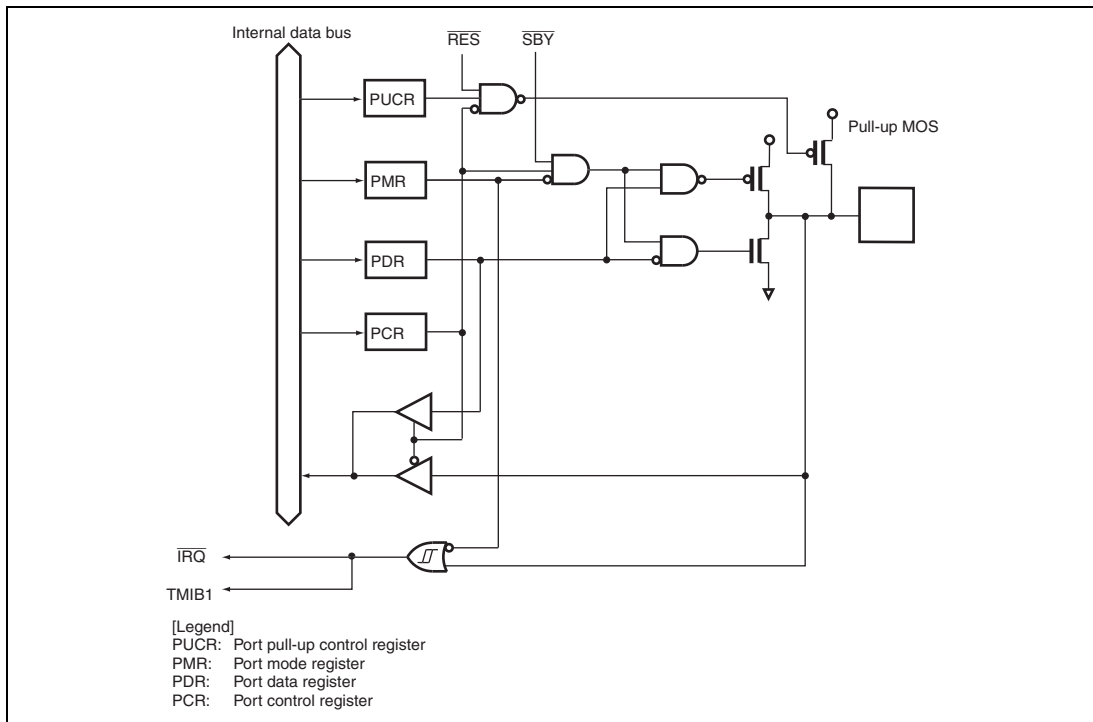 Internal data bus
RES
SBY
PUCR
Pull-up MOS
PMR
PDR
PCR
IRQ
TMIB1
[Legend]
PUCR: Port pull-up control register
PMR: Port mode register
PDR: Port data register
PCR: Port control register